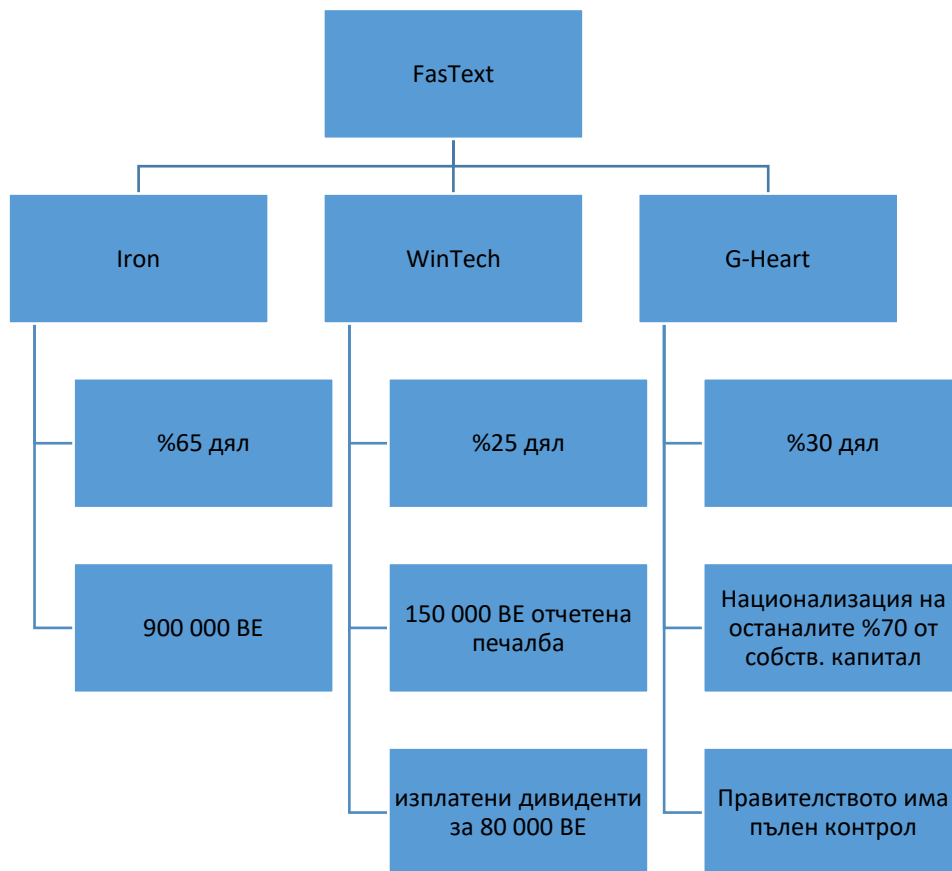 FasText
Iron
WinTech
G-Heart
%65 дял
%25 дял
%30 дял
900 000 ВЕ
150 000 ВЕ отчетена
печалба
Национализация на
останалите %70 от
собств. капитал
изплатени дивиденти
за 80 000 ВЕ
Правителството има
пълен контрол